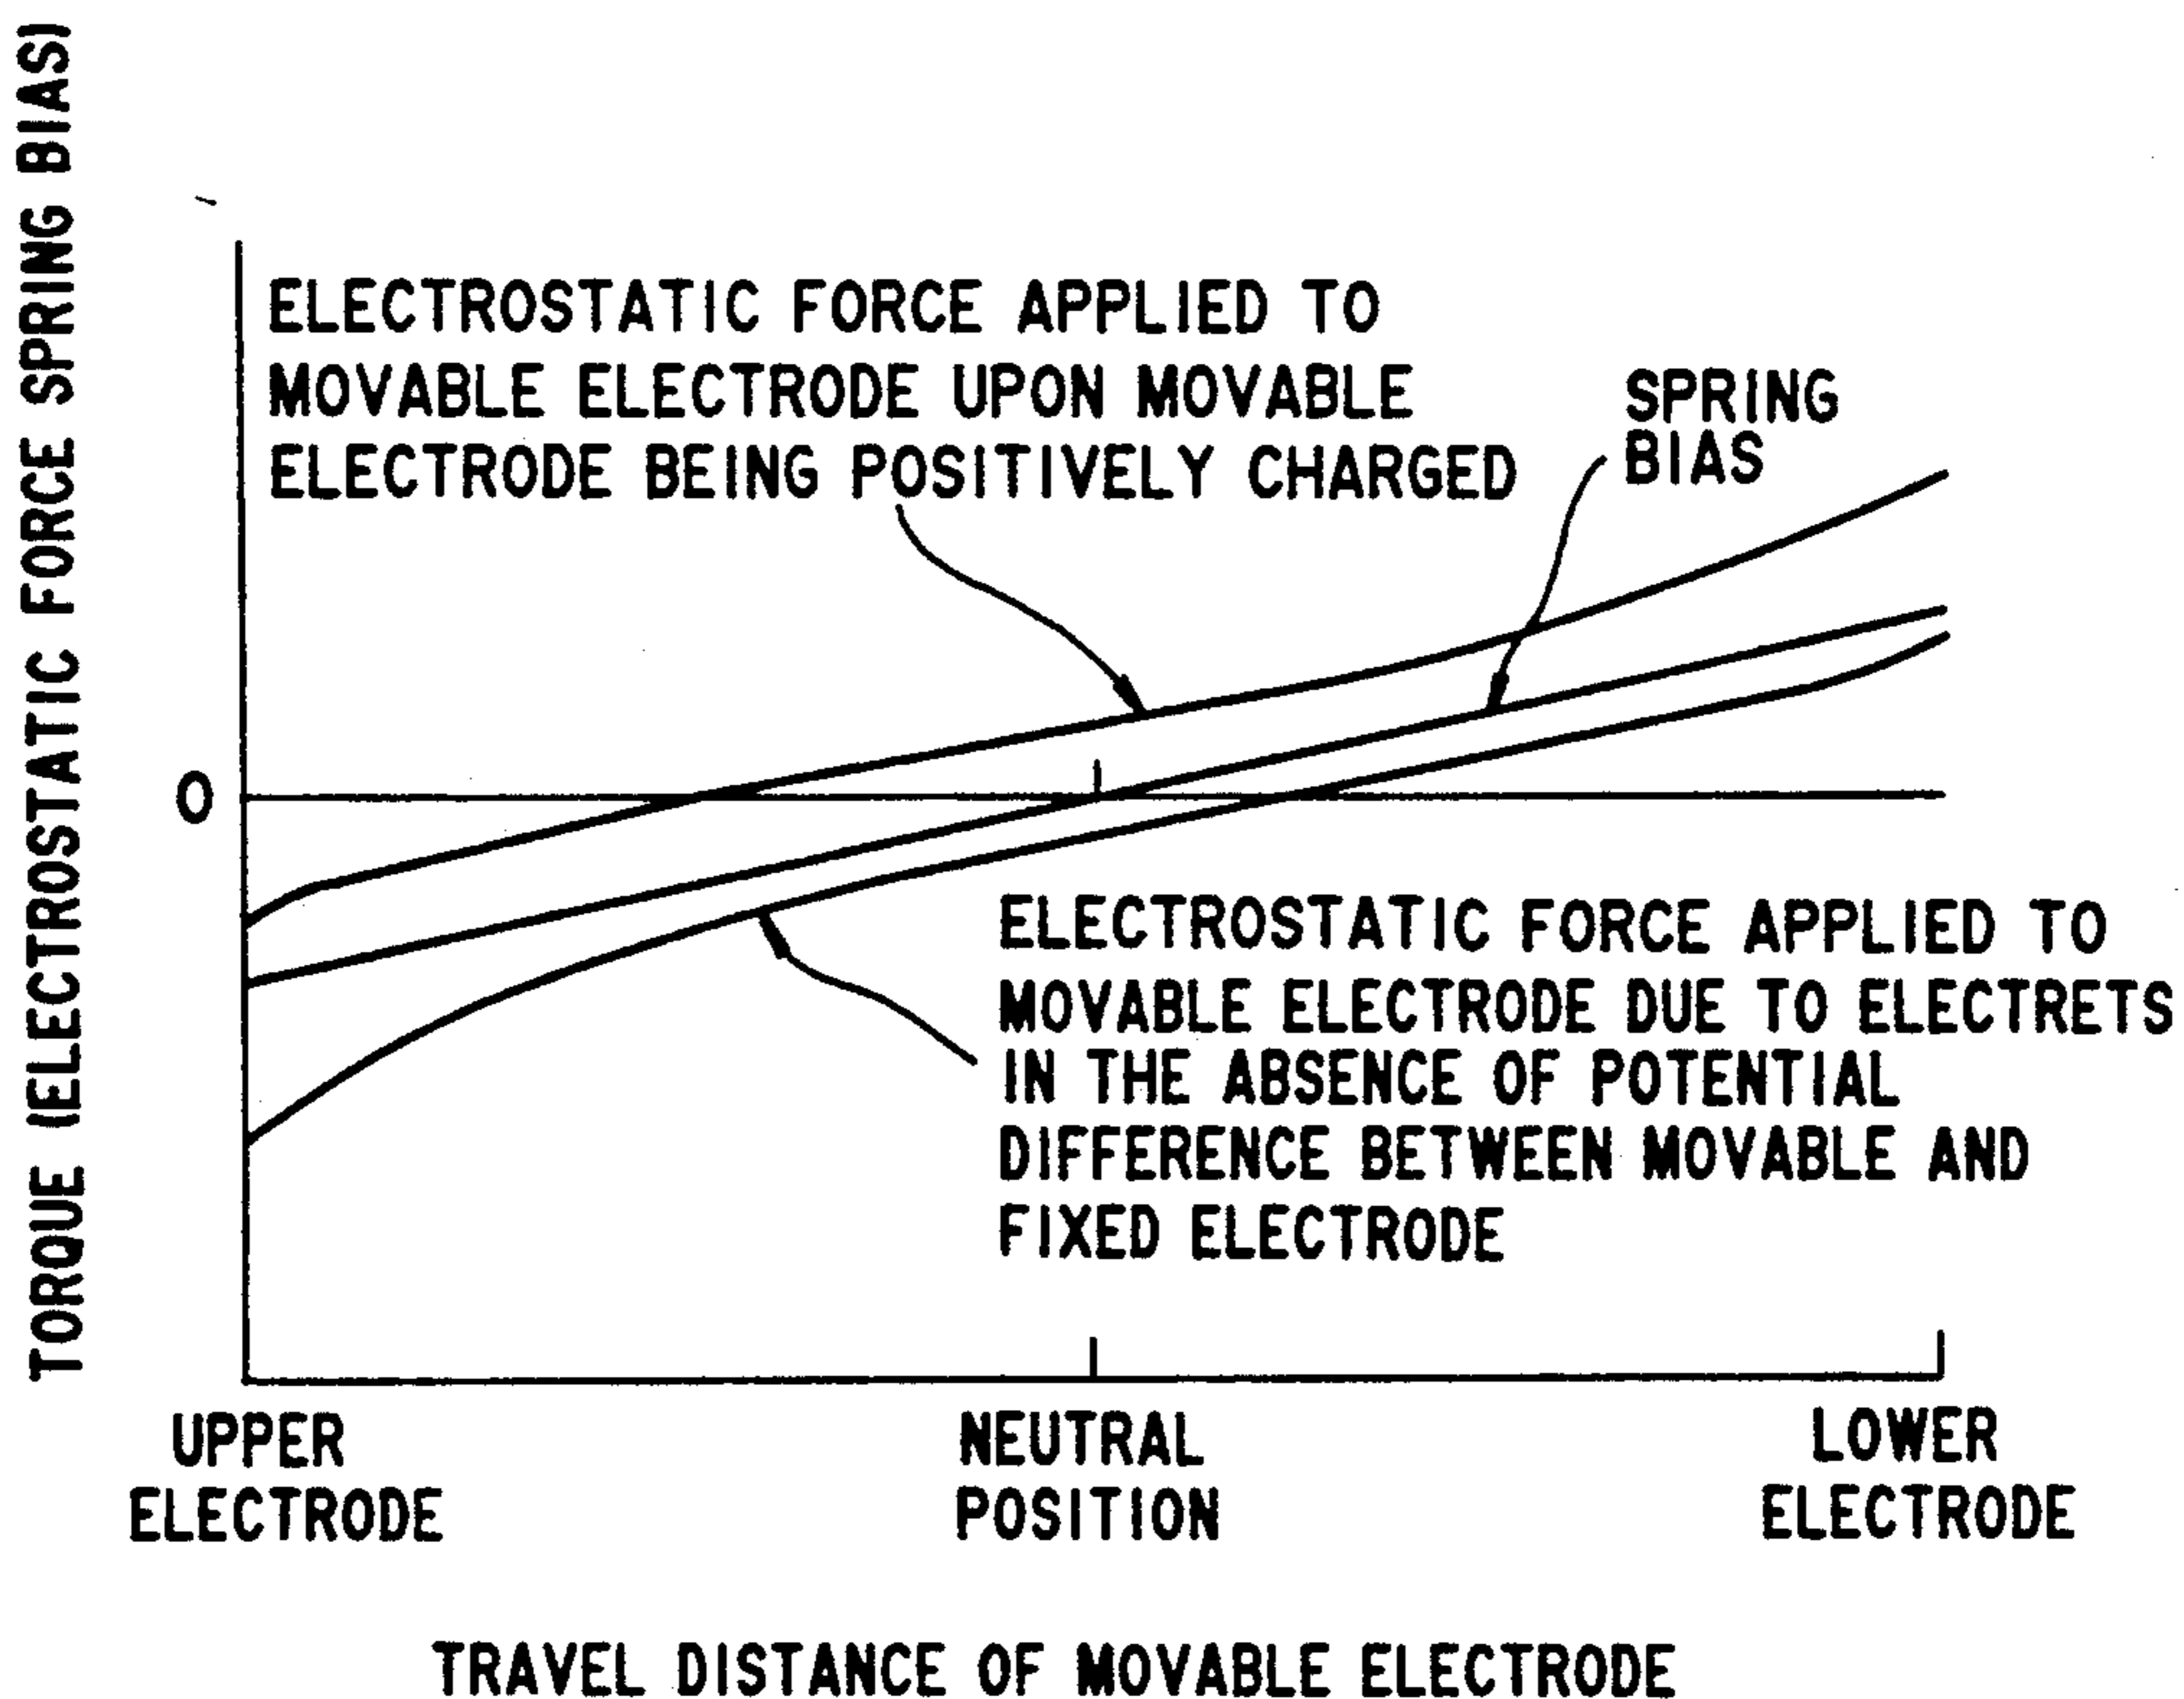 TORQUE (ELECTROSTATIC FORCE SPRING BIAS)
ELECTROSTATIC FORCE APPLIED TO
MOVABLE ELECTRODE UPON MOVABLE
ELECTRODE BEING POSITIVELY CHARGED
SPRING
BIAS
0
ELECTROSTATIC FORCE APPLIED TO
MOVABLE ELECTRODE DUE TO ELECTRETS
IN THE ABSENCE OF POTENTIAL
DIFFERENCE BETWEEN MOVABLE AND
FIXED ELECTRODE
UPPER
ELECTRODE
NEUTRAL
POSITION
LOWER
ELECTRODE
TRAVEL DISTANCE OF MOVABLE ELECTRODE